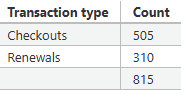 Transaction type Count
Checkouts 505
Renewals 310
815